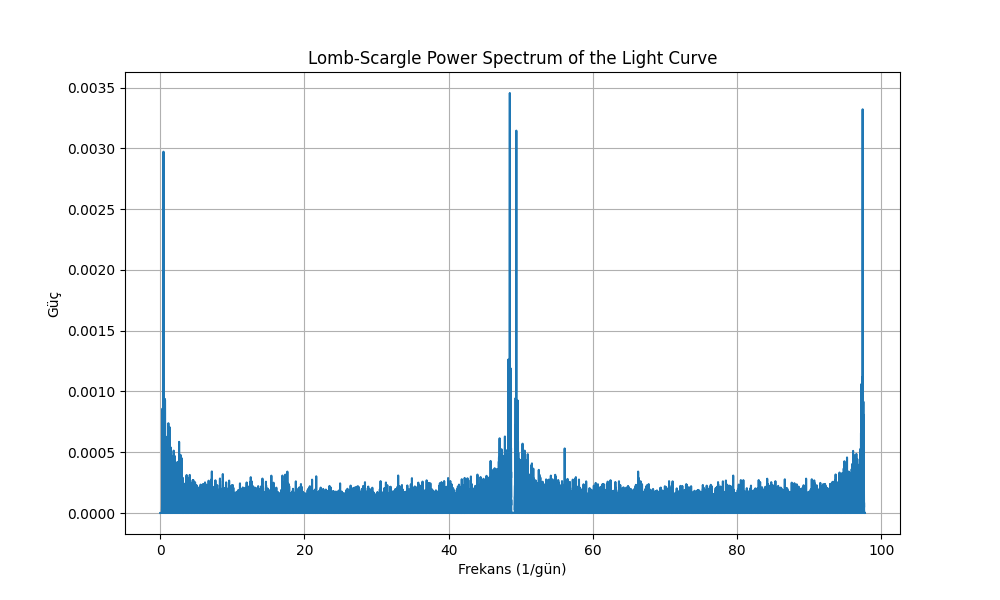 Lomb-Scargle Power Spectrum of the Light Curve
0.0035
0.0030
0.0025
0.0020
0.0015
0.0010
0.0005
0.0000
Güç
0 20 40 60 80 100
Frekans (1/gün)